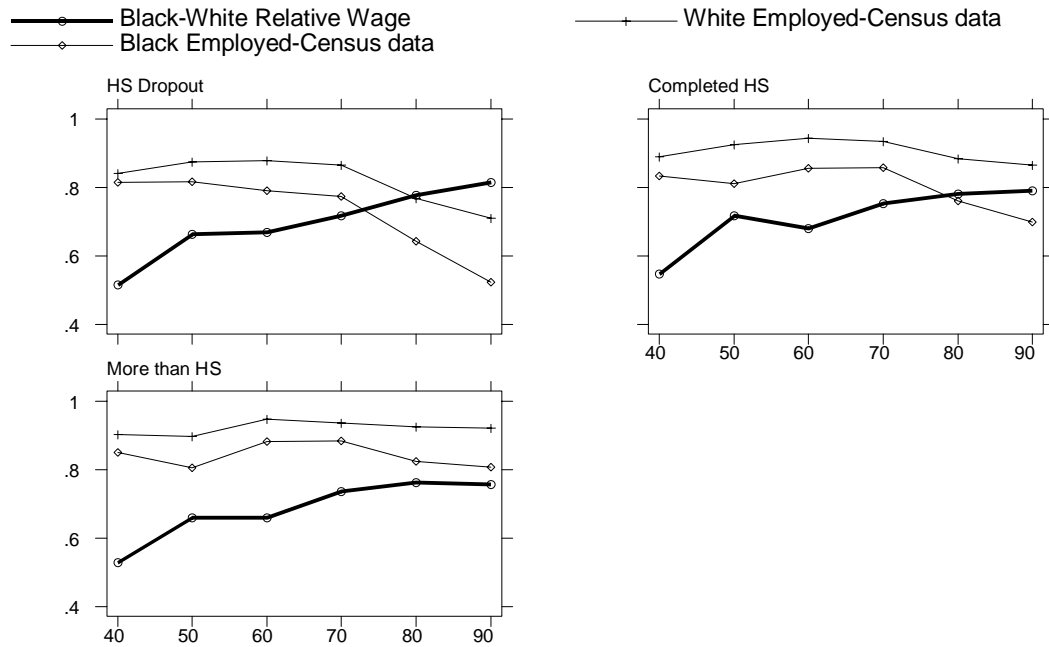 Black-White Relative Wage
White Employed-Census data
Black Employed-Census data
HS Dropout
Completed HS
1
.8
.6
.4
40 50 60 70 80 90
More than HS
1
.8
.6
.4
40 50 60 70 80 90